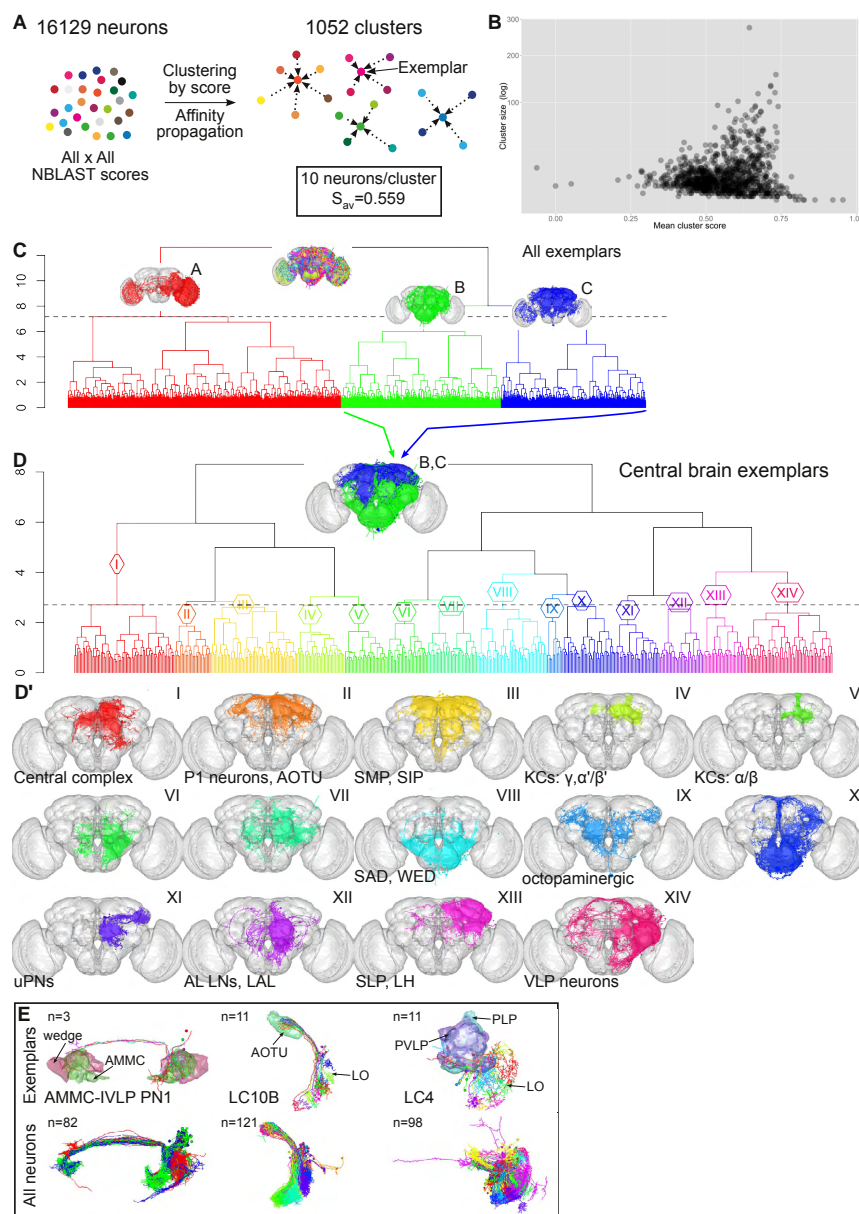 A
16129 neurons
1052 clusters
Clustering
by score
Affinity
propagation
Exemplar
All x All
NBLAST scores
10 neurons/cluster
Sav=0.559
B
Cluster size (log)
300
200
100
0.00
0.25
0.50
0.75
1.0
Mean cluster score
C
All exemplars
A
B
C
10
8
6
4
2
0
D
B,C
Central brain exemplars
8
6
4
2
0
I
II
III
IV
V
VI
VII
VIII
IX
X
XI
XII
XIII
XIV
D'
I
Central complex
II
P1 neurons, AOTU
III
SMP, SIP
IV
KCs: γ,α'/β'
V
KCs: α/β
VI
VII
VIII
SAD, WED
IX
octopaminergic
X
XI
uPNs
XII
AL LNs, LAL
XIII
SLP, LH
XIV
VLP neurons
E
Exemplars
n=3
wedge
AMMC
AMMC-IVLP PN1
n=11
AOTU
LO
LC10B
n=11
PLP
PVLP
LO
LC4
All neurons
n=82
n=121
n=98